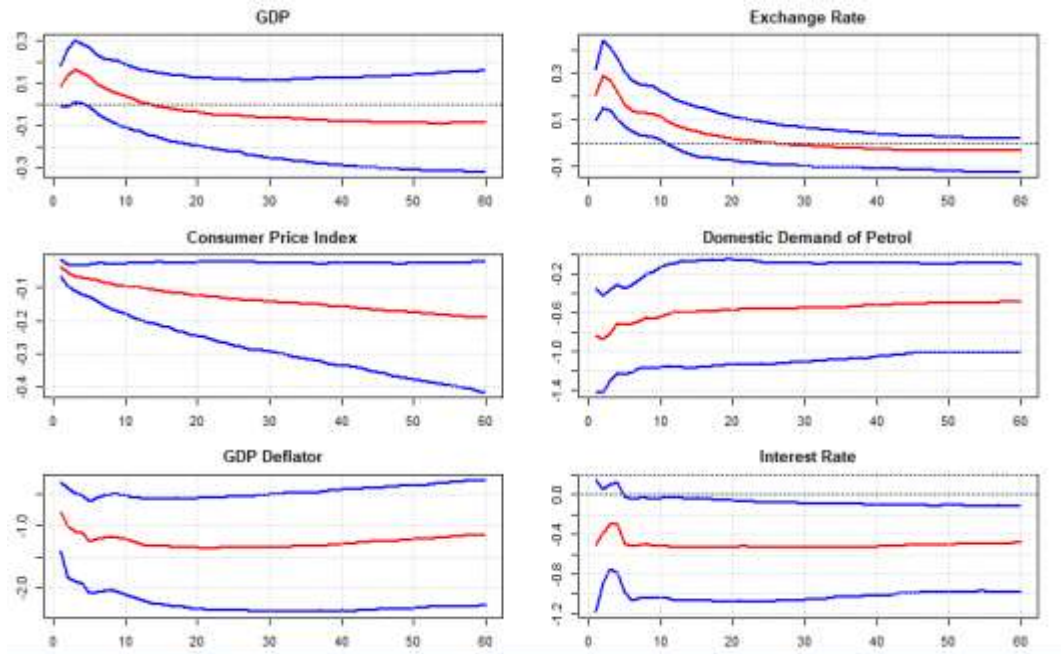 GDP
0.3
0.1
-0.1
-0.3
0 10 20 30 40 50 60
Exchange Rate
0.3
0.1
-0.1
0 10 20 30 40 50 60
Consumer Price Index
-0.1
-0.2
-0.3
-0.4
0 10 20 30 40 50 60
Domestic Demand of Petrol
-0.2
-0.6
-1.0
-1.4
0 10 20 30 40 50 60
GDP Deflator
-1.0
-2.0
0 10 20 30 40 50 60
Interest Rate
0.0
-0.4
-0.8
-1.2
0 10 20 30 40 50 60